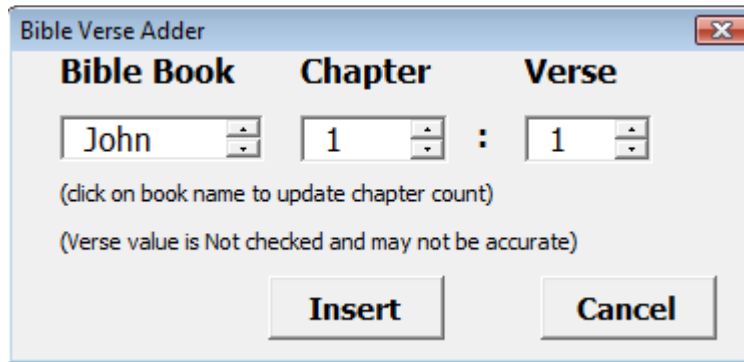 Bible Verse Adder
Bible Book Chapter Verse
John 1 : 1
(click on book name to update chapter count)
(Verse value is Not checked and may not be accurate)
Insert Cancel